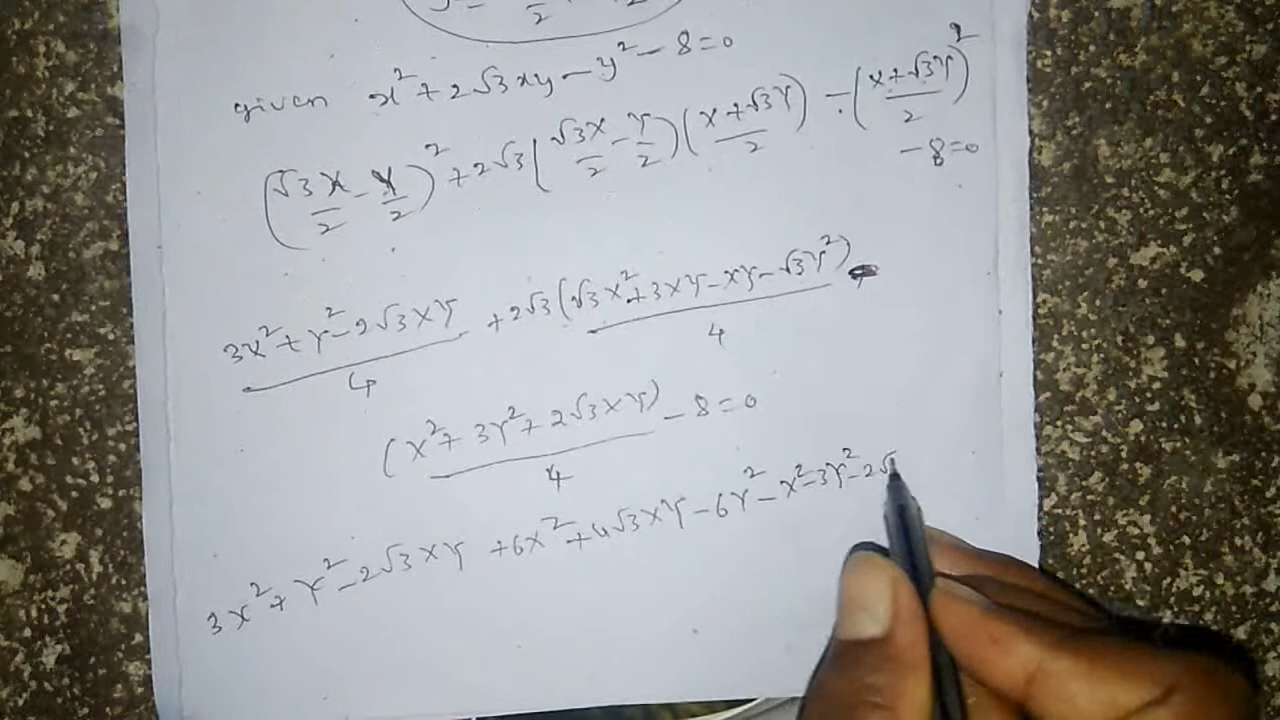 given x² + 2√3xy - y² - 8 = 0
(√3X/2 - Y/2)² + 2√3(√3X/2 - Y/2)(X + √3Y/2) - (X + √3Y/2)²
- 8 = 0
3X² + Y² - 2√3XY/4 + 2√3(√3X² + 3XY - XY - √3Y²)/4 -
(X² + 3Y² + 2√3XY)/4 - 8 = 0
3X² + Y² - 2√3XY + 6X² + 4√3XY - 6Y² - X² - 3Y² - 2√